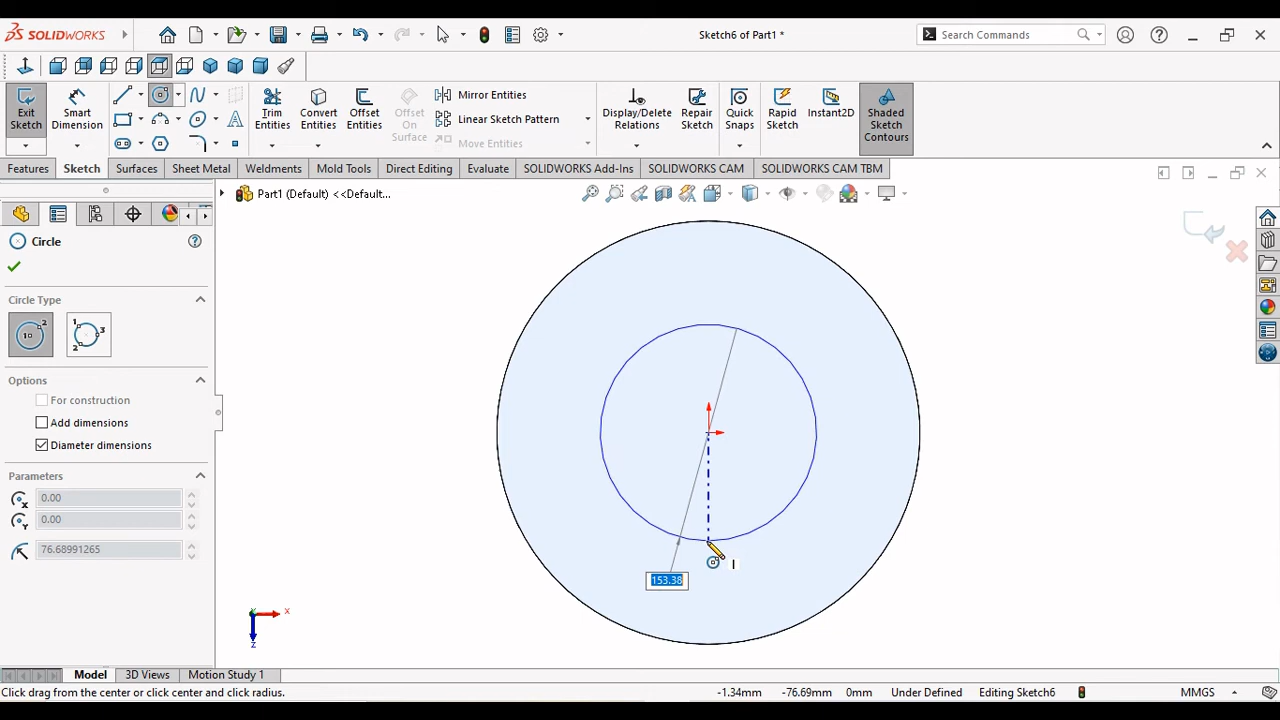 SOLIDWORKS
Sketch6 of Part1 *
Search Commands
Exit Sketch
Smart Dimension
Trim Entities
Convert Entities
Offset Entities
Offset On Surface
Mirror Entities
Linear Sketch Pattern
Move Entities
Display/Delete Relations
Repair Sketch
Quick Snaps
Rapid Sketch
Instant2D
Shaded Sketch Contours
Features
Sketch
Surfaces
Sheet Metal
Weldments
Mold Tools
Direct Editing
Evaluate
SOLIDWORKS Add-Ins
SOLIDWORKS CAM
SOLIDWORKS CAM TBM
Part1 (Default) <<Default...
Circle
Circle Type
Options
For construction
Add dimensions
Diameter dimensions
Parameters
0.00
0.00
76.68991265
153.38
x
z
Model
3D Views
Motion Study 1
Click drag from the center or click center and click radius.
-1.34mm
-76.69mm
0mm
Under Defined
Editing Sketch6
MMGS